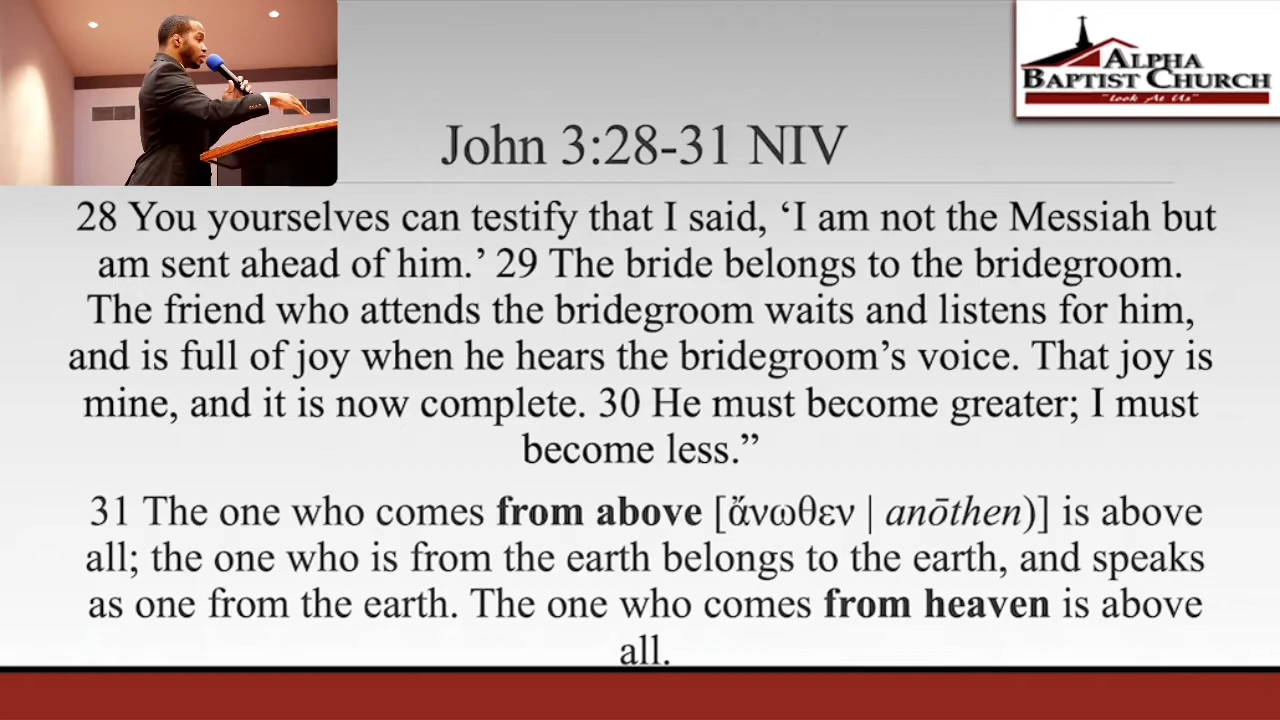 ALPHA
BAPTIST CHURCH
"Look At Us"
John 3:28-31 NIV
28 You yourselves can testify that I said, ‘I am not the Messiah but
am sent ahead of him.’ 29 The bride belongs to the bridegroom.
The friend who attends the bridegroom waits and listens for him,
and is full of joy when he hears the bridegroom’s voice. That joy is
mine, and it is now complete. 30 He must become greater; I must
become less.”
31 The one who comes from above [ἄνωθεν | anōthen)] is above
all; the one who is from the earth belongs to the earth, and speaks
as one from the earth. The one who comes from heaven is above
all.